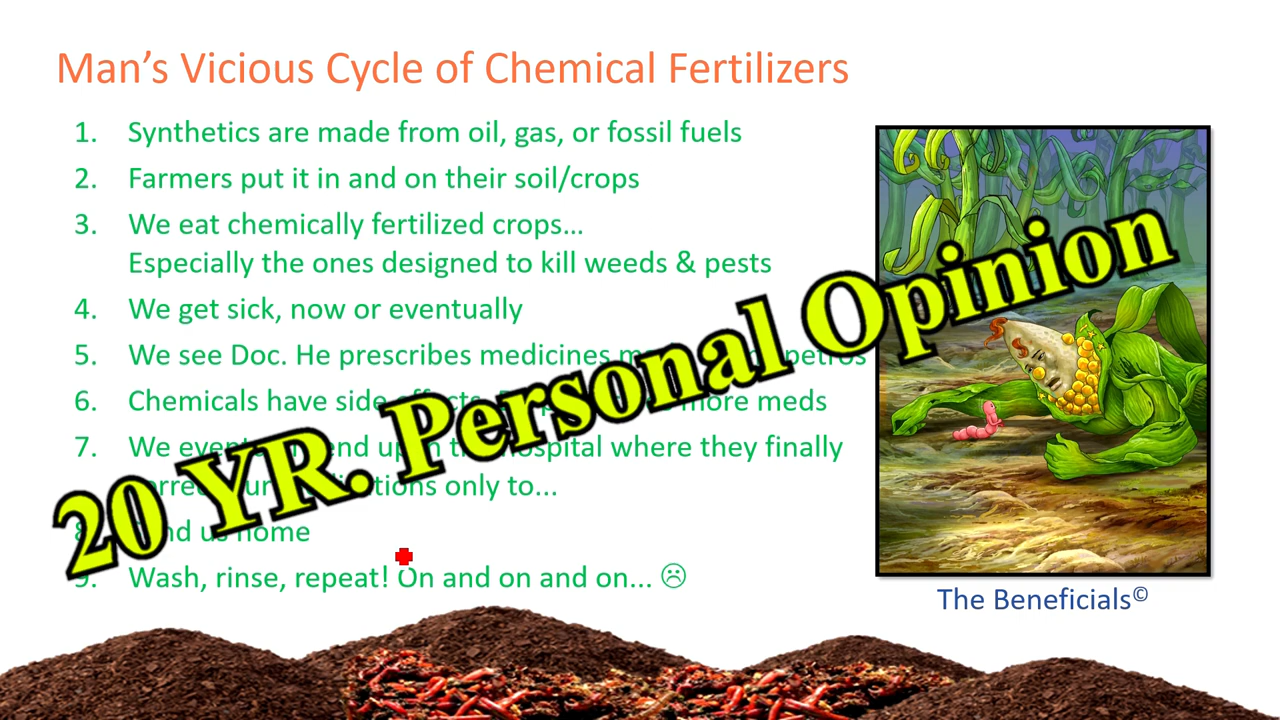 Man's Vicious Cycle of Chemical Fertilizers
1. Synthetics are made from oil, gas, or fossil fuels
2. Farmers put it in and on their soil/crops
3. We eat chemically fertilized crops...
Especially the ones designed to kill weeds & pests
4. We get sick, now or eventually
5. We see Doc. He prescribes medicines
6. Chemicals have side more meds
7. We end up hospital where they finally
only to...
home
9. Wash, rinse, repeat! On and on and on... ☹
20 YR. Personal Opinion
The Beneficials©